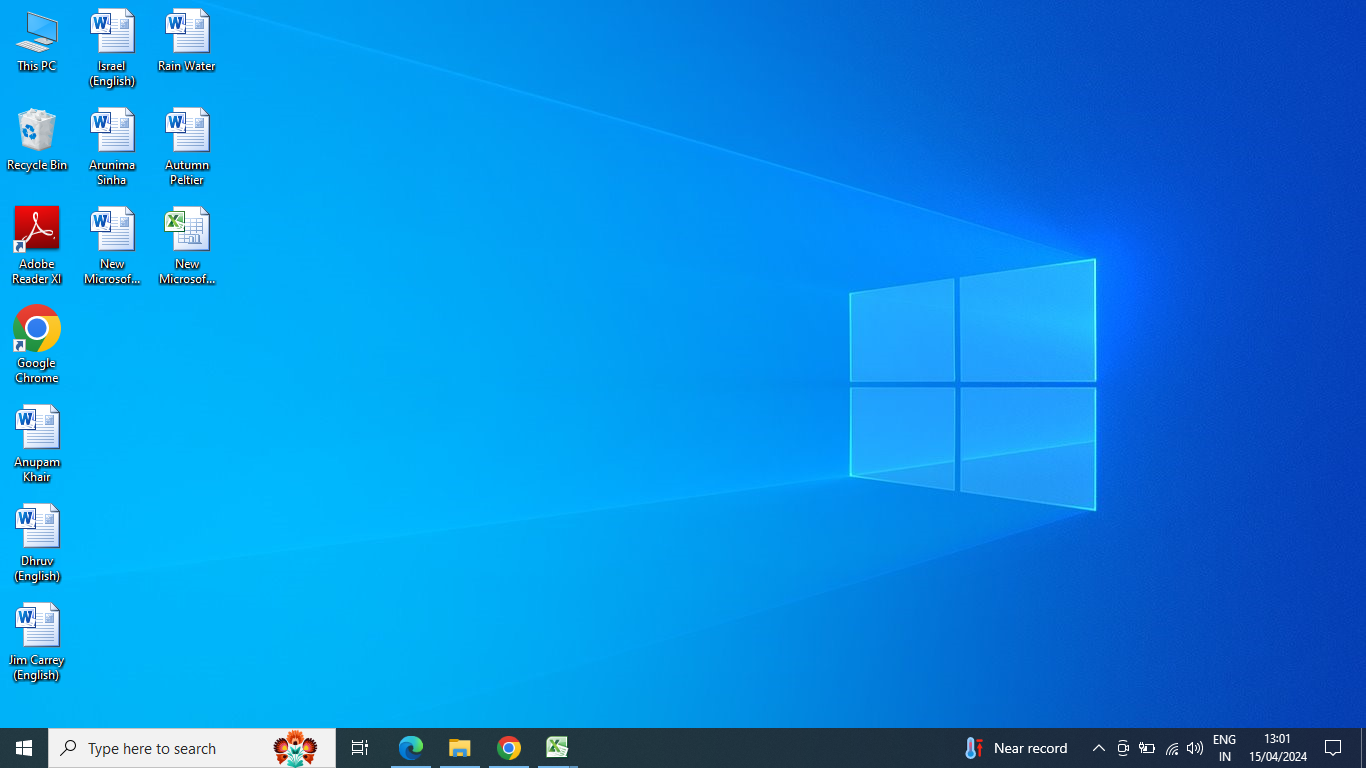 This PC
Israel
(English)
Rain Water
Recycle Bin
Arunima
Sinha
Autumn
Peltier
Adobe
Reader XI
New
Microsof...
New
Microsof...
Google
Chrome
Anupam
Khair
Dhruv
(English)
Jim Carrey
(English)
Type here to search
Near record
ENG
IN
13:01
15/04/2024